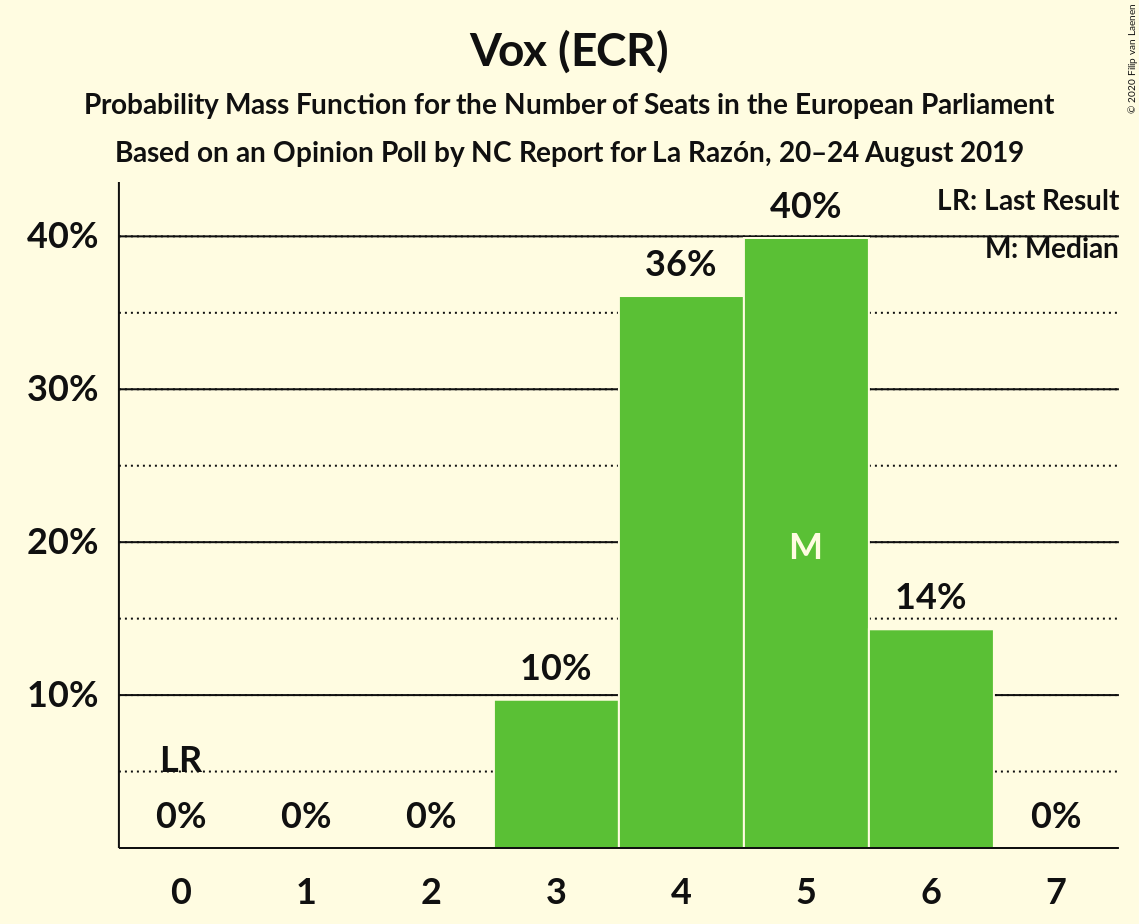 © 2020 Filip van Laenen
Vox (ECR)
Probability Mass Function for the Number of Seats in the European Parliament
Based on an Opinion Poll by NC Report for La Razón, 20–24 August 2019
LR: Last Result
M: Median
40%
30%
20%
10%
LR
0%
0%
0%
10%
36%
40%
M
14%
0%
0 1 2 3 4 5 6 7